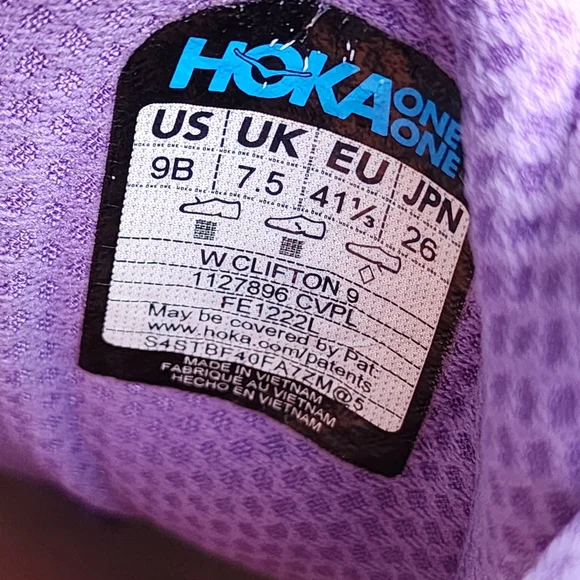 HOKA ONE ONE
US UK EU JPN
9B 7.5 41⅓ 26
W CLIFTON 9
1127896 CVPL
FE1222L
May be covered by Pat.
www.hoka.com/patents
S4STBF40FA7ZM@5
MADE IN VIETNAM
FABRIQUÉ AU VIETNAM
HECHO EN VIETNAM